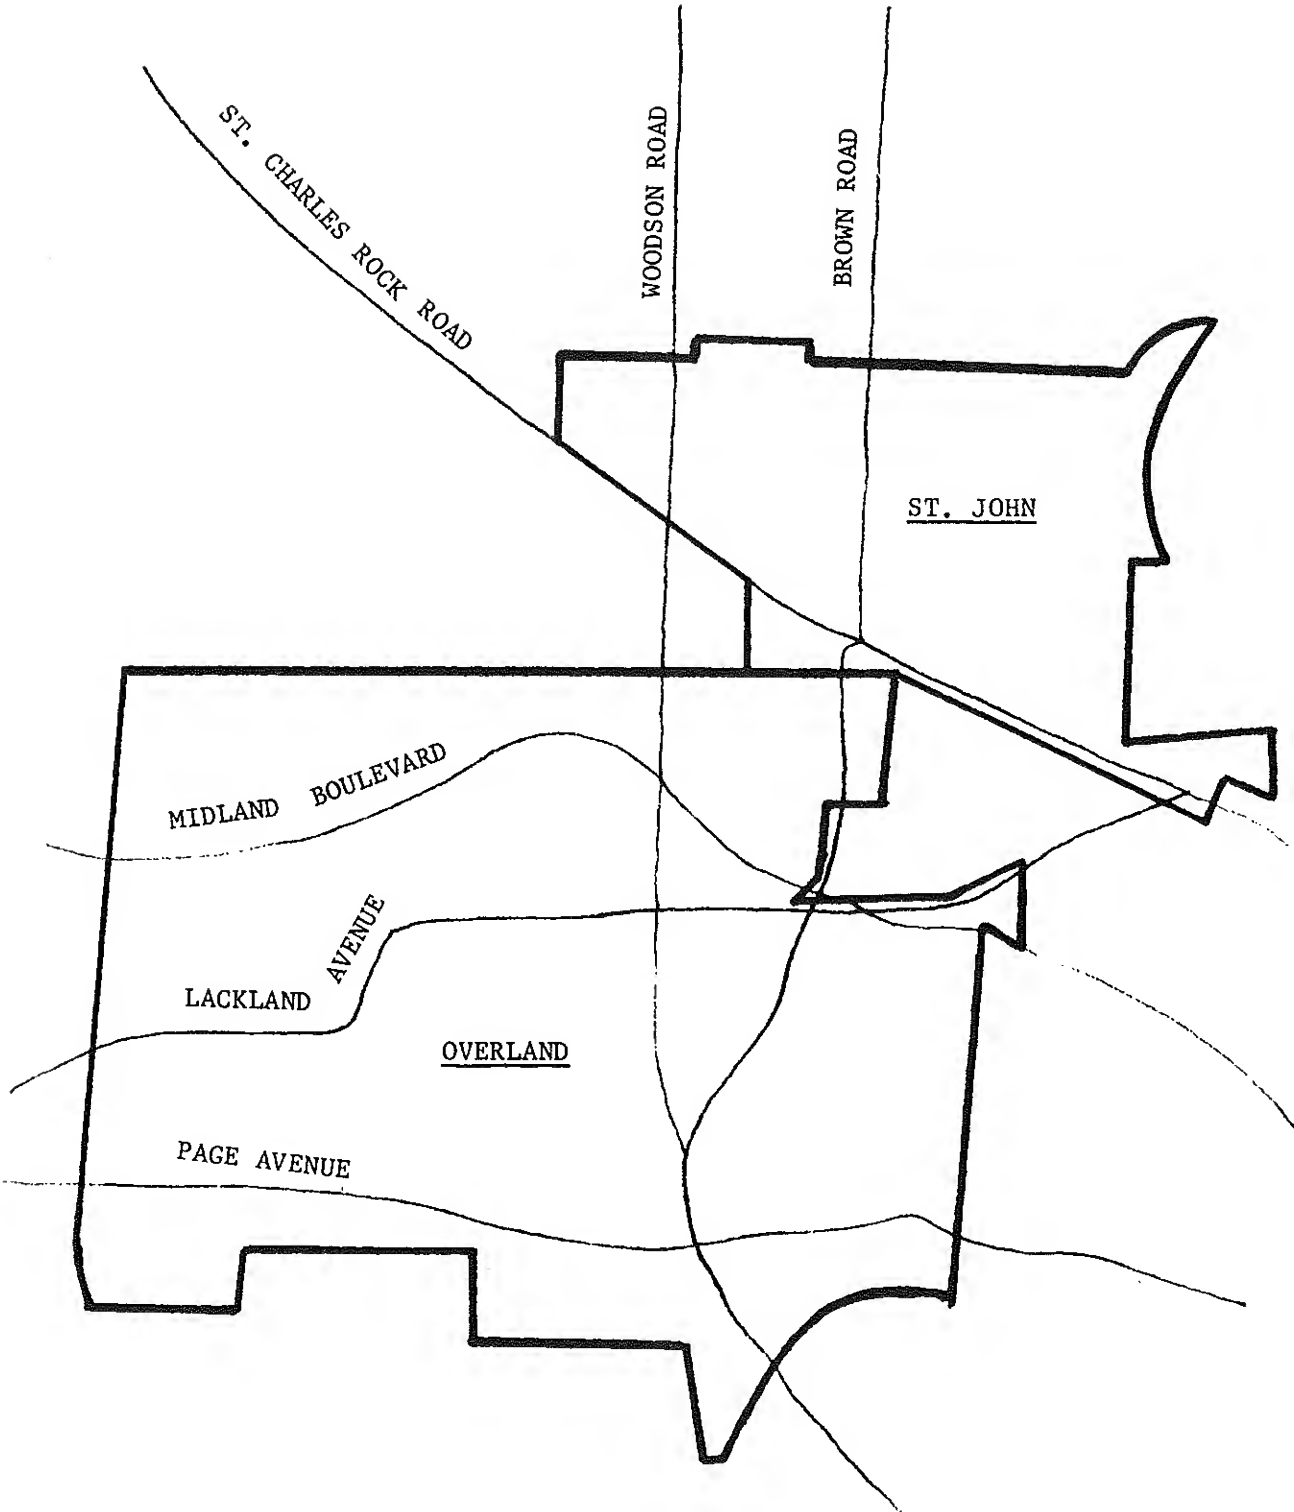 ST. CHARLES ROCK ROAD
WOODSON ROAD
BROWN ROAD
ST. JOHN
MIDLAND BOULEVARD
LACKLAND AVENUE
OVERLAND
PAGE AVENUE